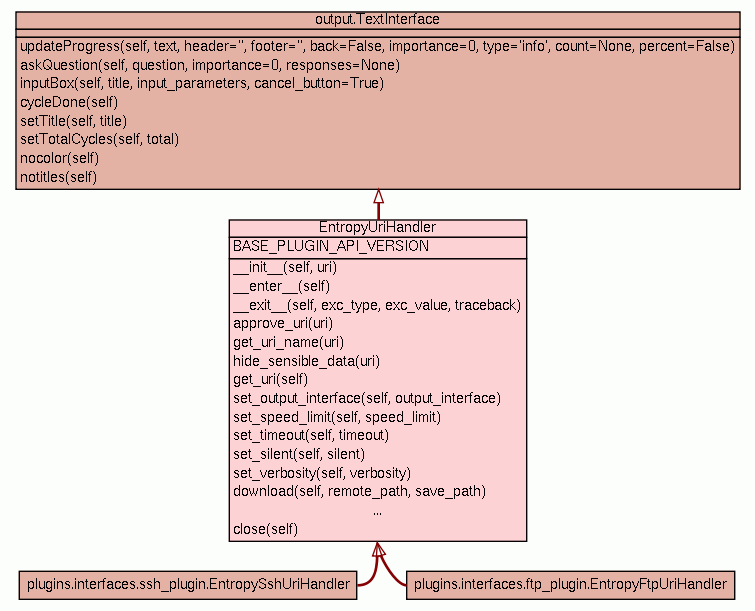 output.TextInterface
updateProgress(self, text, header='', footer='', back=False, importance=0, type='info', count=None, percent=False)
askQuestion(self, question, importance=0, responses=None)
inputBox(self, title, input_parameters, cancel_button=True)
cycleDone(self)
setTitle(self, title)
setTotalCycles(self, total)
nocolor(self)
notitles(self)
EntropyUriHandler
BASE_PLUGIN_API_VERSION
__init__(self, uri)
__enter__(self)
__exit__(self, exc_type, exc_value, traceback)
approve_uri(uri)
get_uri_name(uri)
hide_sensible_data(uri)
get_uri(self)
set_output_interface(self, output_interface)
set_speed_limit(self, speed_limit)
set_timeout(self, timeout)
set_silent(self, silent)
set_verbosity(self, verbosity)
download(self, remote_path, save_path)
...
close(self)
plugins.interfaces.ssh_plugin.EntropySshUriHandler
plugins.interfaces.ftp_plugin.EntropyFtpUriHandler